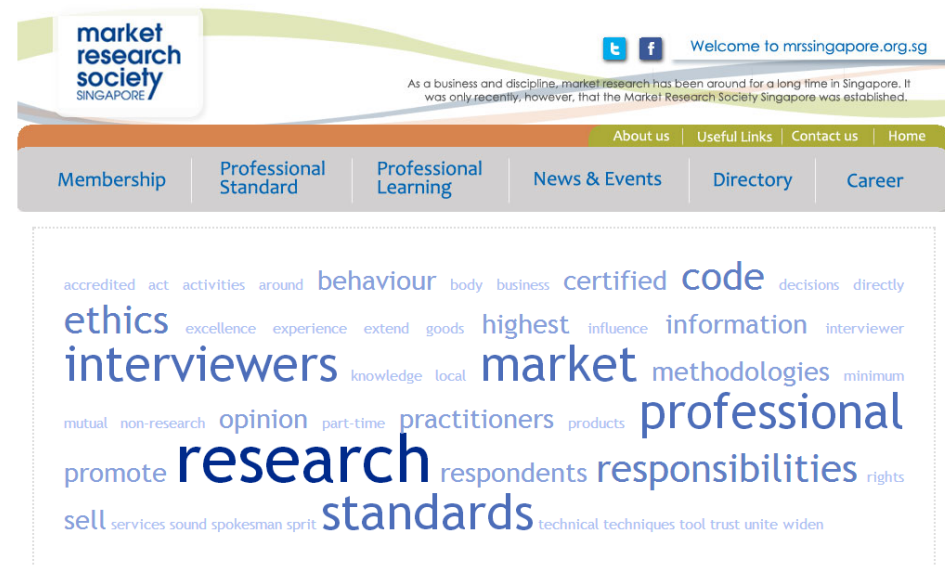 market
research
society
SINGAPORE
Welcome to mrssingapore.org.sg
As a business and discipline, market research has been around for a long time in Singapore. It
was only recently, however, that the Market Research Society Singapore was established.
About us Useful Links Contact us Home
Membership Professional Standard Professional Learning News & Events Directory Career
accredited act activities around behaviour body business certified code decisions directly
ethics excellence experience extend goods highest influence information interviewer
interviewers knowledge local market methodologies minimum
mutual non-research opinion part-time practitioners products professional
promote research respondents responsibilities rights
sell services sound spokesman sprit standards technical techniques tool trust unite widen